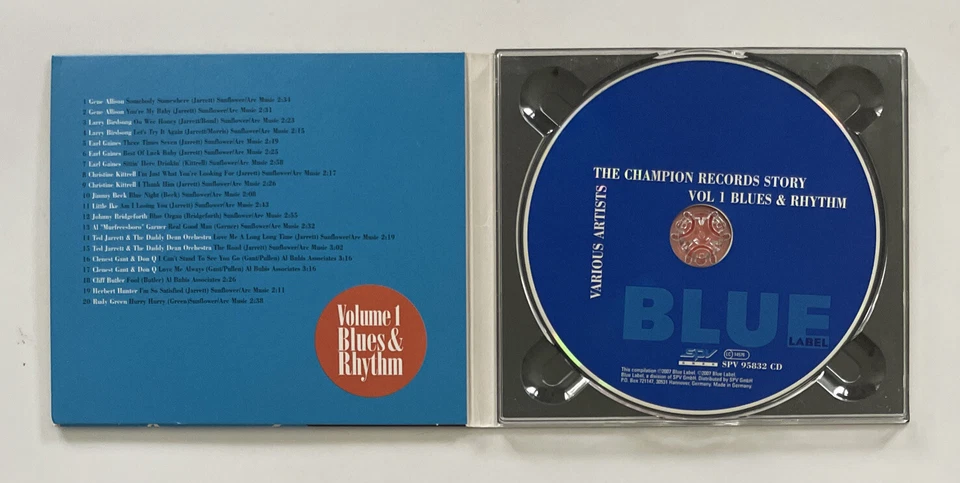 1 Gene Allison Somebody Somewhere (Jarrett) Sunflower/Arc Music 2:34
2 Gene Allison You're My Baby (Jarrett) Sunflower/Arc Music 2:31
3 Larry Birdsong Oo Wee Honey (Jarrett/Bond) Sunflower/Arc Music 2:23
4 Larry Birdsong Let's Try It Again (Jarrett/Morris) Sunflower/Arc Music 2:15
5 Earl Gaines Three Times Seven (Jarrett) Sunflower/Arc Music 2:19
6 Earl Gaines Best Of Luck Baby (Jarrett) Sunflower/Arc Music 2:25
7 Earl Gaines Sittin' Here Drinkin' (Kittrell) Sunflower/Arc Music 2:58
8 Christine Kittrell I'm Just What You're Looking For (Jarrett) Sunflower/Arc Music 2:17
9 Christine Kittrell I Thank Him (Jarrett) Sunflower/Arc Music 2:26
10 Jimmy Beck Blue Night (Beck) Sunflower/Arc Music
11 Little Ike Am I Losing You (Jarrett) Sunflower/Arc Music 2:43
12 Johnny Bridgeforth Blue Organ (Bridgeforth) Sunflower/Arc Music 2:35
13 Al "Murfreesboro" Garner Real Good Man (Garner) Sunflower/Arc Music 2:32
14 Ted Jarrett & The Daddy Dean Orchestra Love Me A Long Long Time (Jarrett) Sunflower/Arc Music 2:19
15 Ted Jarrett & The Daddy Dean Orchestra The Road (Jarrett) Sunflower/Arc Music 3:02
16 Clenest Gant & Don Q I Can't Stand To See You Go (Gant/Pullen) Al Bubis Associates 3:16
17 Clenest Gant & Don Q Love Me Always (Gant/Pullen) Al Bubis Associates 3:16
18 Cliff Butler Fool (Butler) Al Bubis Associates 2:26
19 Herbert Hunter I'm So Satisfied (Jarrett) Sunflower/Arc Music 2:11
20 Rudy Green Hurry Hurry (Green)Sunflower/Arc Music 2:38
Volume 1
Blues &
Rhythm
THE CHAMPION RECORDS STORY
VOL 1 BLUES & RHYTHM
VARIOUS ARTISTS
BLUE
LABEL
SPV
SPV 95832 CD
This compilation ©2007 Blue Label. ℗2007 Blue Label.
Blue Label, a division of SPV GmbH. Distributed by SPV GmbH
P.O. Box 721147, 30531 Hannover, Germany. Made in Germany.